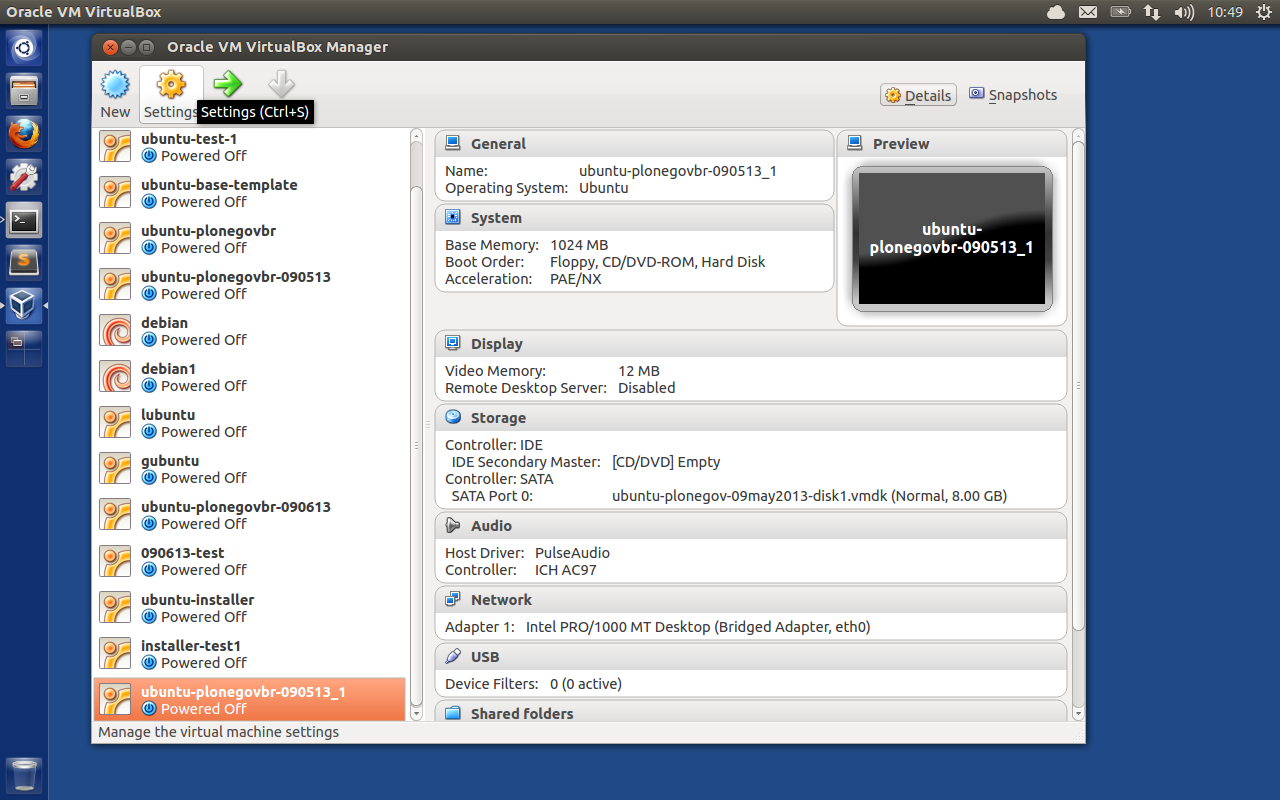 Oracle VM VirtualBox
10:49
Oracle VM VirtualBox Manager
New
Settings
Settings (Ctrl+S)
Details
Snapshots
ubuntu-test-1
Powered Off
ubuntu-base-template
Powered Off
ubuntu-plonegovbr
Powered Off
ubuntu-plonegovbr-090513
Powered Off
debian
Powered Off
debian1
Powered Off
lubuntu
Powered Off
gubuntu
Powered Off
ubuntu-plonegovbr-090613
Powered Off
090613-test
Powered Off
ubuntu-installer
Powered Off
installer-test1
Powered Off
ubuntu-plonegovbr-090513_1
Powered Off
General
Name: ubuntu-plonegovbr-090513_1
Operating System: Ubuntu
System
Base Memory: 1024 MB
Boot Order: Floppy, CD/DVD-ROM, Hard Disk
Acceleration: PAE/NX
Preview
ubuntu-
plonegovbr-090513_1
Display
Video Memory: 12 MB
Remote Desktop Server: Disabled
Storage
Controller: IDE
IDE Secondary Master: [CD/DVD] Empty
Controller: SATA
SATA Port 0: ubuntu-plonegov-09may2013-disk1.vmdk (Normal, 8.00 GB)
Audio
Host Driver: PulseAudio
Controller: ICH AC97
Network
Adapter 1: Intel PRO/1000 MT Desktop (Bridged Adapter, eth0)
USB
Device Filters: 0 (0 active)
Shared folders
Manage the virtual machine settings